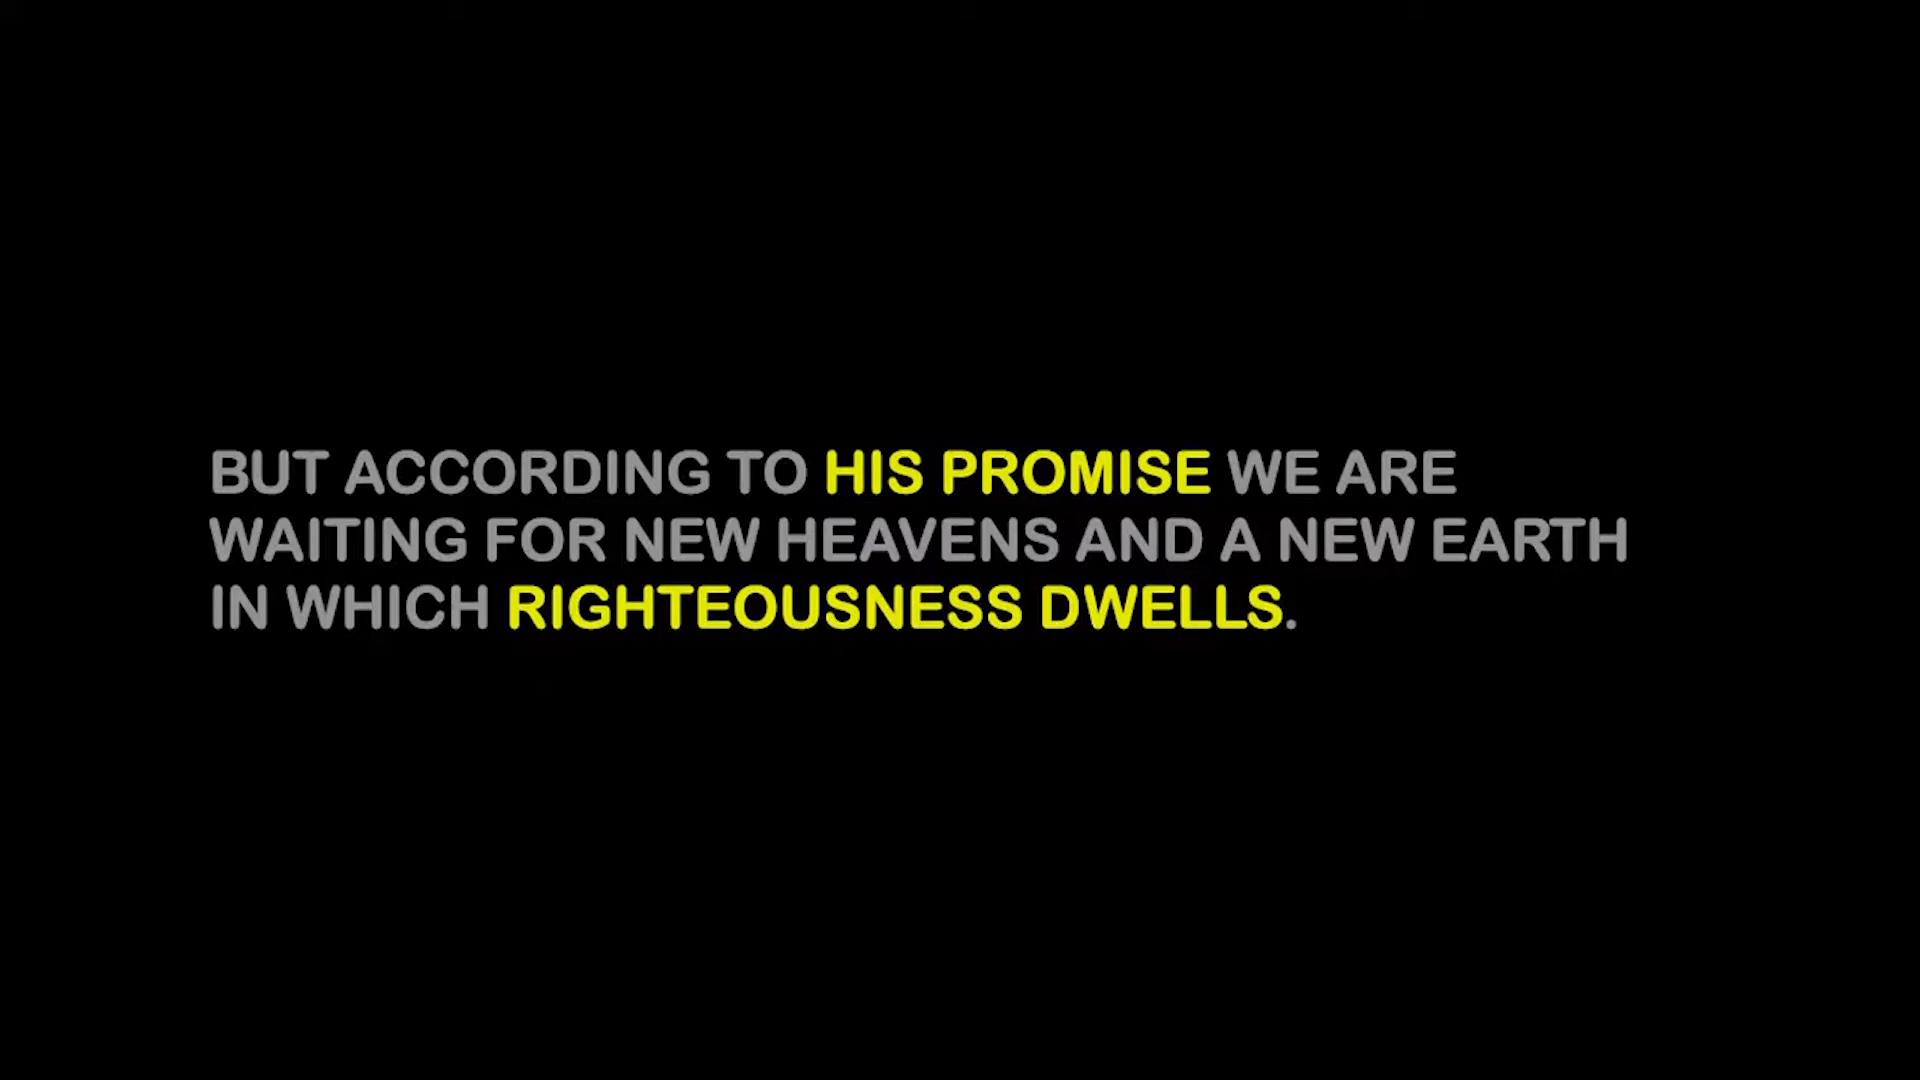 BUT ACCORDING TO HIS PROMISE WE ARE
WAITING FOR NEW HEAVENS AND A NEW EARTH
IN WHICH RIGHTEOUSNESS DWELLS.